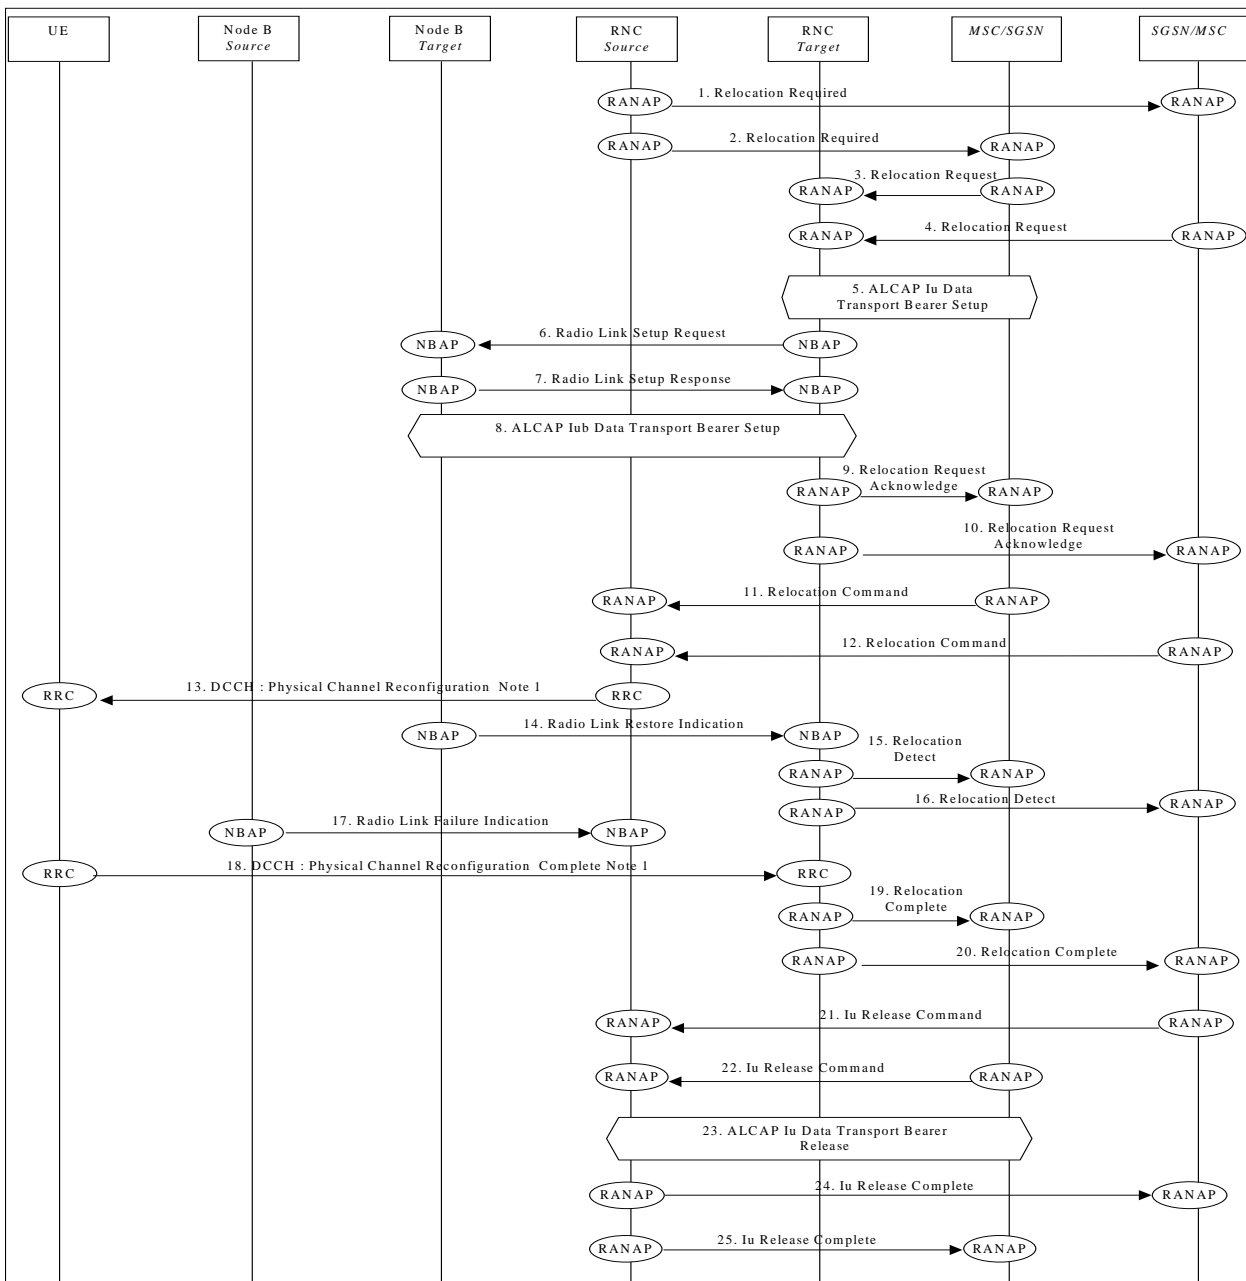 UE
Node B
Source
Node B
Target
RNC
Source
RNC
Target
MSC/SGSN
SGSN/MSC
RANAP 1. Relocation Required RANAP
RANAP 2. Relocation Required RANAP
RANAP 3. Relocation Request RANAP
RANAP 4. Relocation Request RANAP
5. ALCAP Iu Data
Transport Bearer Setup
NBAP 6. Radio Link Setup Request NBAP
NBAP 7. Radio Link Setup Response NBAP
8. ALCAP Iub Data Transport Bearer Setup
9. Relocation Request
Acknowledge
RANAP RANAP
10. Relocation Request
Acknowledge
RANAP RANAP
RANAP 11. Relocation Command RANAP
RANAP 12. Relocation Command RANAP
RRC 13. DCCH : Physical Channel Reconfiguration Note 1 RRC
NBAP 14. Radio Link Restore Indication NBAP
15. Relocation
Detect
RANAP RANAP
RANAP 16. Relocation Detect RANAP
NBAP 17. Radio Link Failure Indication NBAP
RRC 18. DCCH : Physical Channel Reconfiguration Complete Note 1 RRC
19. Relocation
Complete
RANAP RANAP
RANAP 20. Relocation Complete RANAP
RANAP 21. Iu Release Command RANAP
RANAP 22. Iu Release Command RANAP
23. ALCAP Iu Data Transport Bearer
Release
RANAP 24. Iu Release Complete RANAP
RANAP 25. Iu Release Complete RANAP